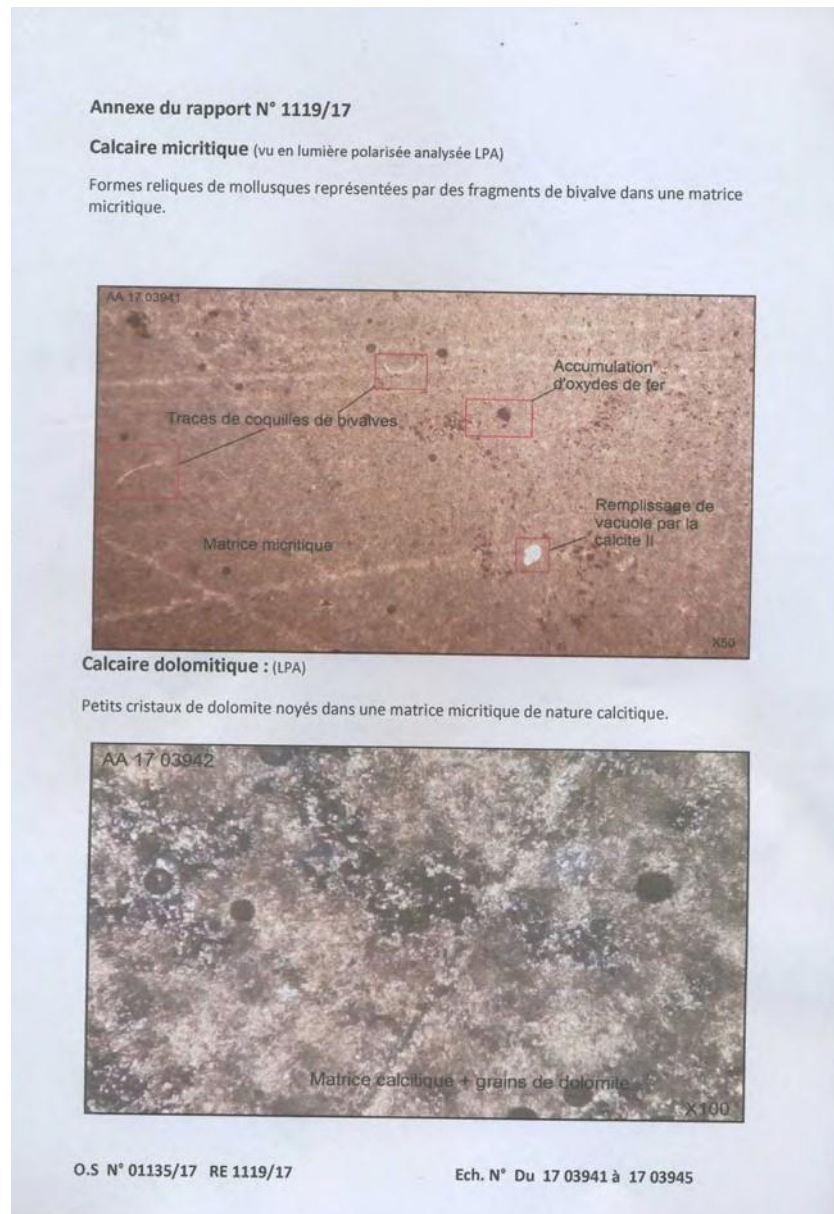 Annexe du rapport N° 1119/17
Calcaire micritique (vu en lumière polarisée analysée LPA)
Formes reliques de mollusques représentées par des fragments de bivalve dans une matrice
micritique.
AA 17 03941
Accumulation
d'oxydes de fer
Traces de coquilles de bivalves
Remplissage de
vacuole par la
calcite II
Matrice micritique
X50
Calcaire dolomitique : (LPA)
Petits cristaux de dolomite noyés dans une matrice micritique de nature calcitique.
AA 17 03942
Matrice calcitique + grains de dolomite
X100
O.S N° 01135/17 RE 1119/17
Ech. N° Du 17 03941 à 17 03945